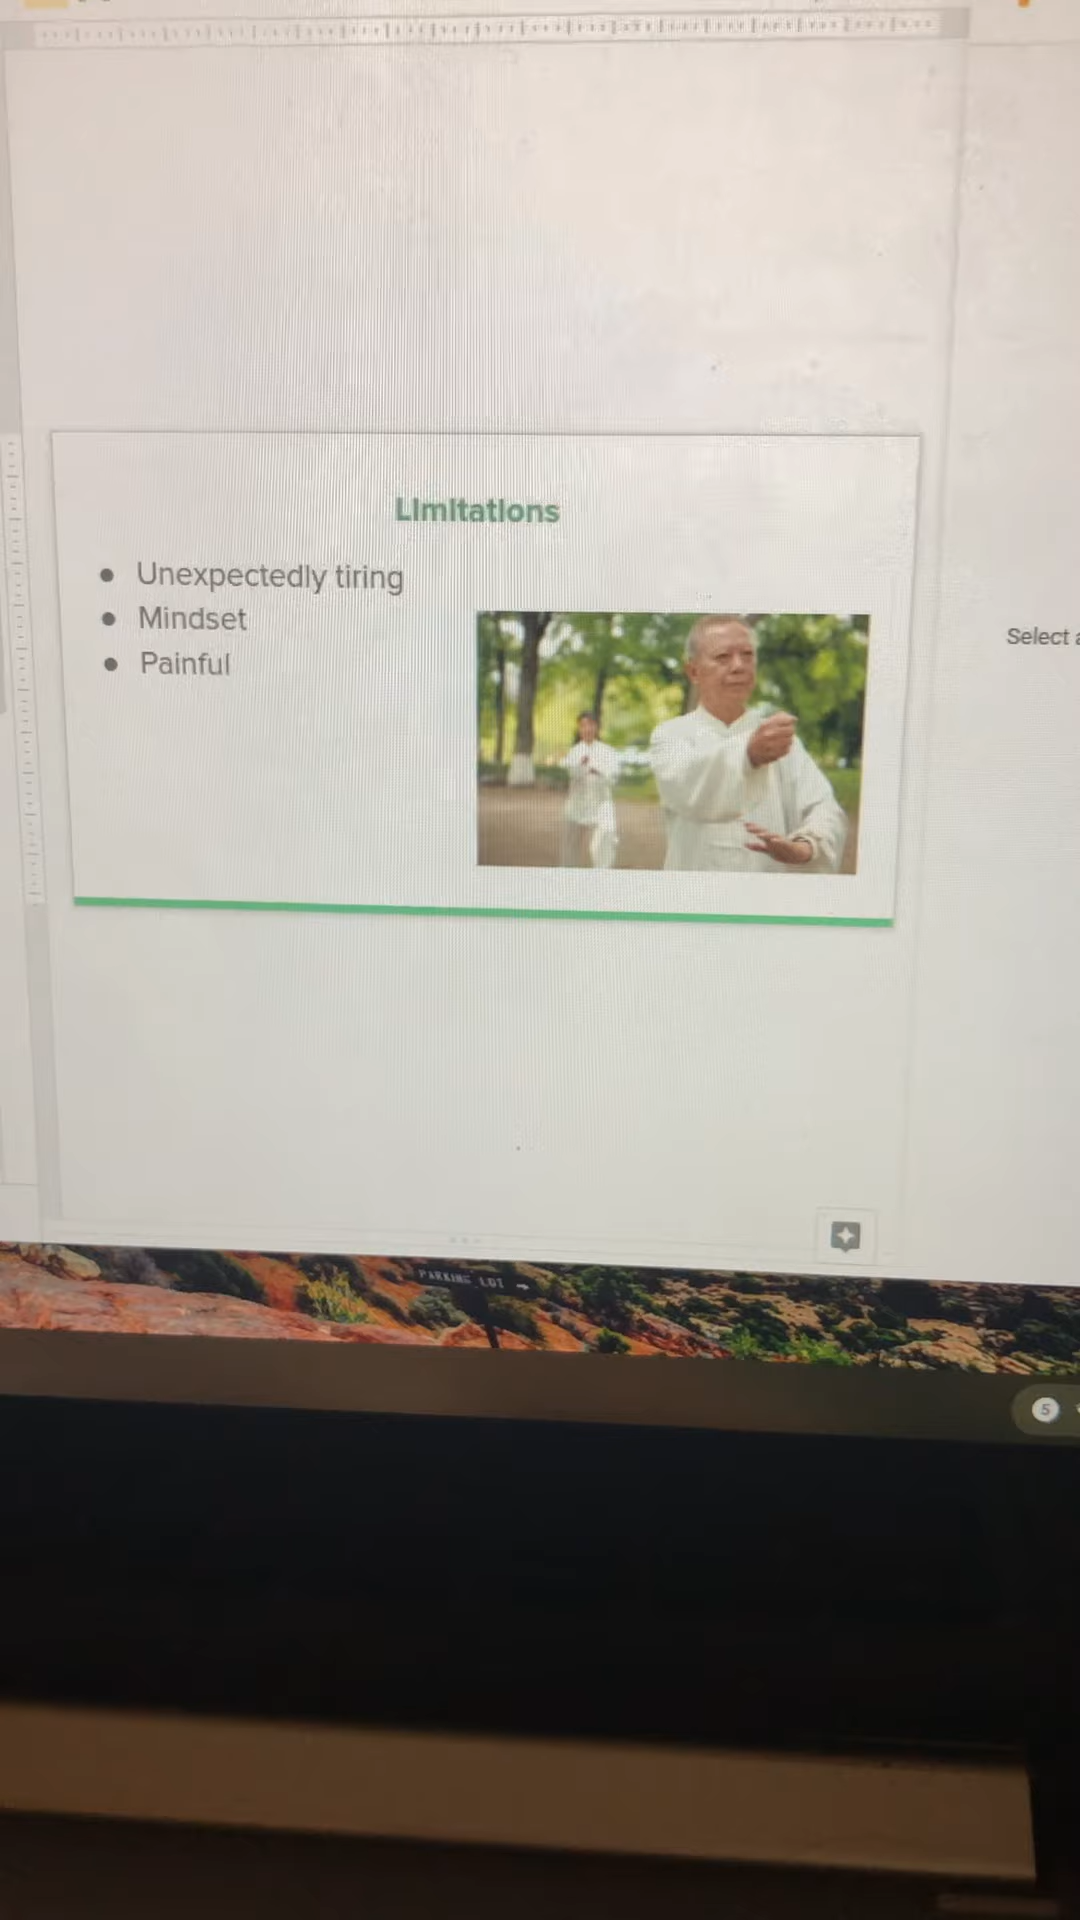 Limitations
Unexpectedly tiring
Mindset
Painful
Select
PARKING LOT →
5